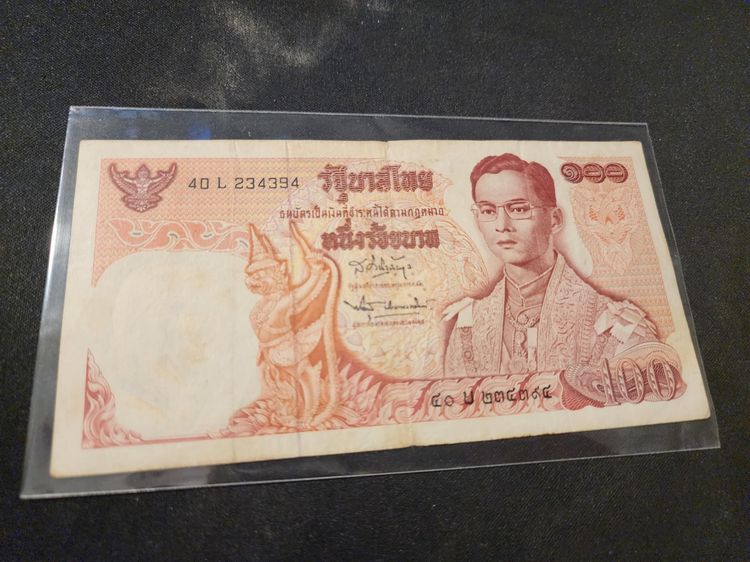 40 L 234394
รัฐบาลไทย
๑๐๐
ธนบัตรเป็นเงินที่ชำระหนี้ได้ตามกฎหมาย
หนึ่งร้อยบาท
100
๔๐ ป ๒๓๔๓๙๔